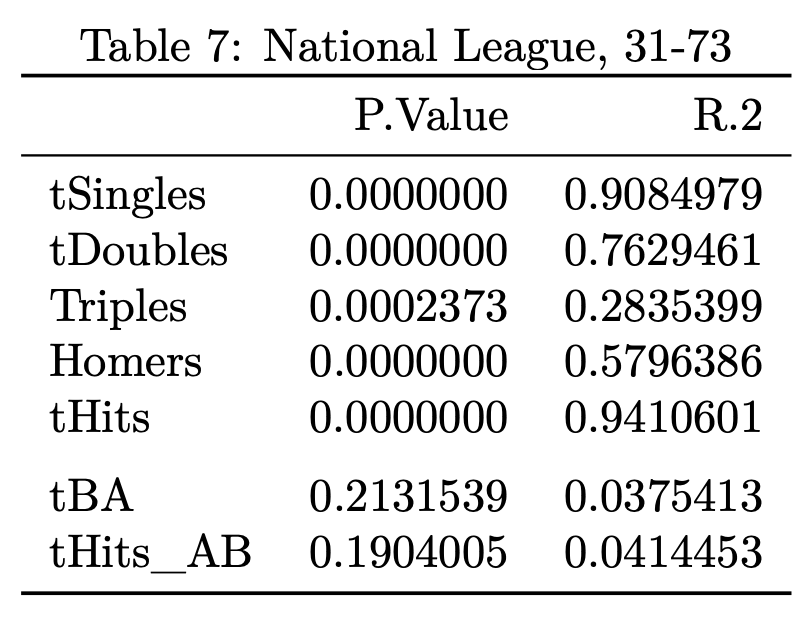 Table 7: National League, 31-73
P.Value R.2
tSingles 0.0000000 0.9084979
tDoubles 0.0000000 0.7629461
Triples 0.0002373 0.2835399
Homers 0.0000000 0.5796386
tHits 0.0000000 0.9410601
tBA 0.2131539 0.0375413
tHits_AB 0.1904005 0.0414453